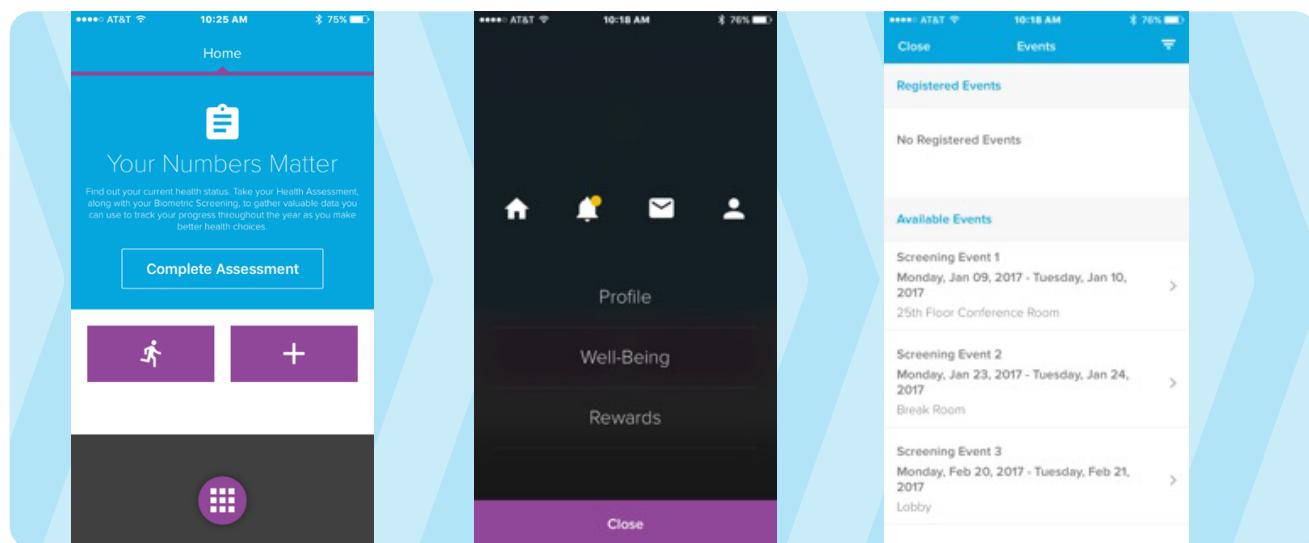 AT&T 10:25 AM 75%
Home
Your Numbers Matter
Find out your current health status. Take your Health Assessment,
along with your Biometric Screening, to gather valuable data you
can use to track your progress throughout the year as you make
better health choices.
Complete Assessment
AT&T 10:18 AM 76%
Profile
Well-Being
Rewards
Close
AT&T 10:18 AM 76%
Close Events
Registered Events
No Registered Events
Available Events
Screening Event 1
Monday, Jan 09, 2017 - Tuesday, Jan 10,
2017
25th Floor Conference Room
Screening Event 2
Monday, Jan 23, 2017 - Tuesday, Jan 24,
2017
Break Room
Screening Event 3
Monday, Feb 20, 2017 - Tuesday, Feb 21,
2017
Lobby